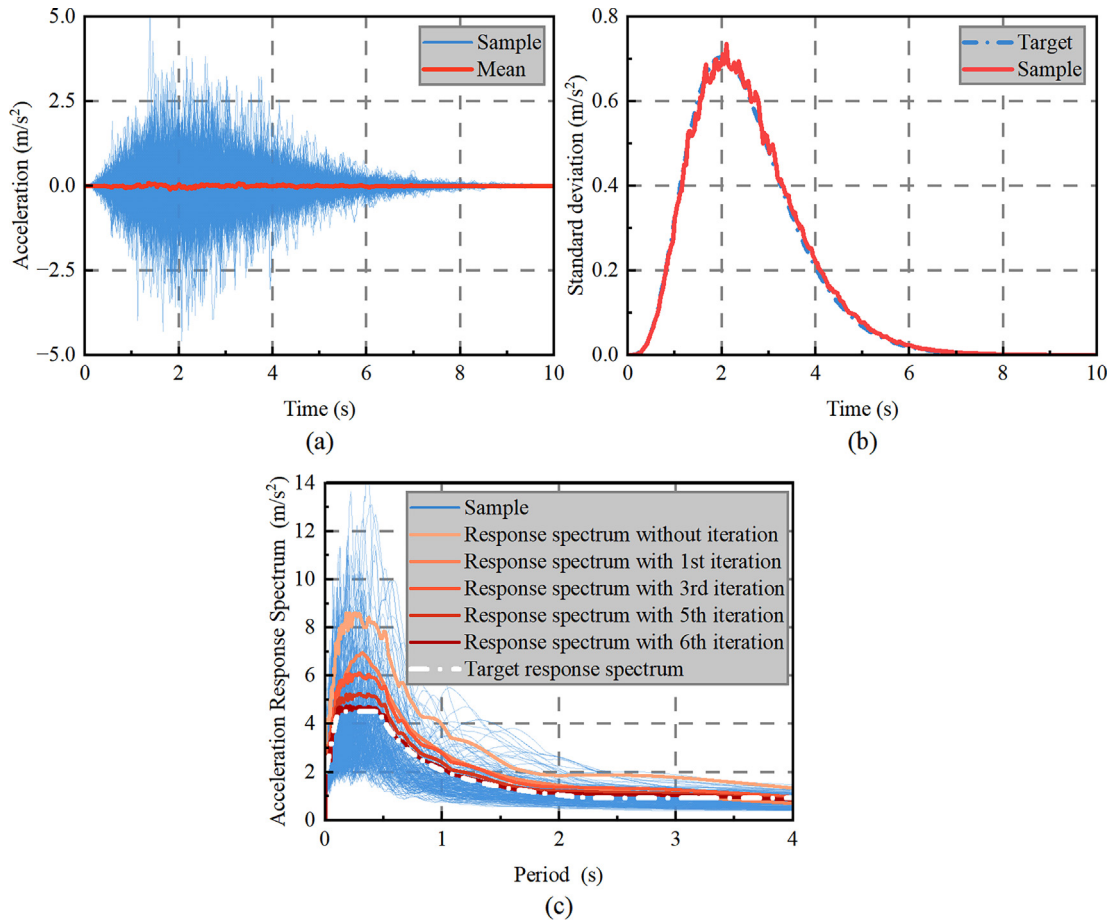 5.0
2.5
0.0
−2.5
−5.0
Acceleration (m/s²)
Sample
Mean
0 2 4 6 8 10
Time (s)
(a)
0.8
0.6
0.4
0.2
0.0
Standard deviation (m/s²)
Target
Sample
0 2 4 6 8 10
Time (s)
(b)
14
12
10
8
6
4
2
0
Acceleration Response Spectrum (m/s²)
Sample
Response spectrum without iteration
Response spectrum with 1st iteration
Response spectrum with 3rd iteration
Response spectrum with 5th iteration
Response spectrum with 6th iteration
Target response spectrum
0 1 2 3 4
Period (s)
(c)